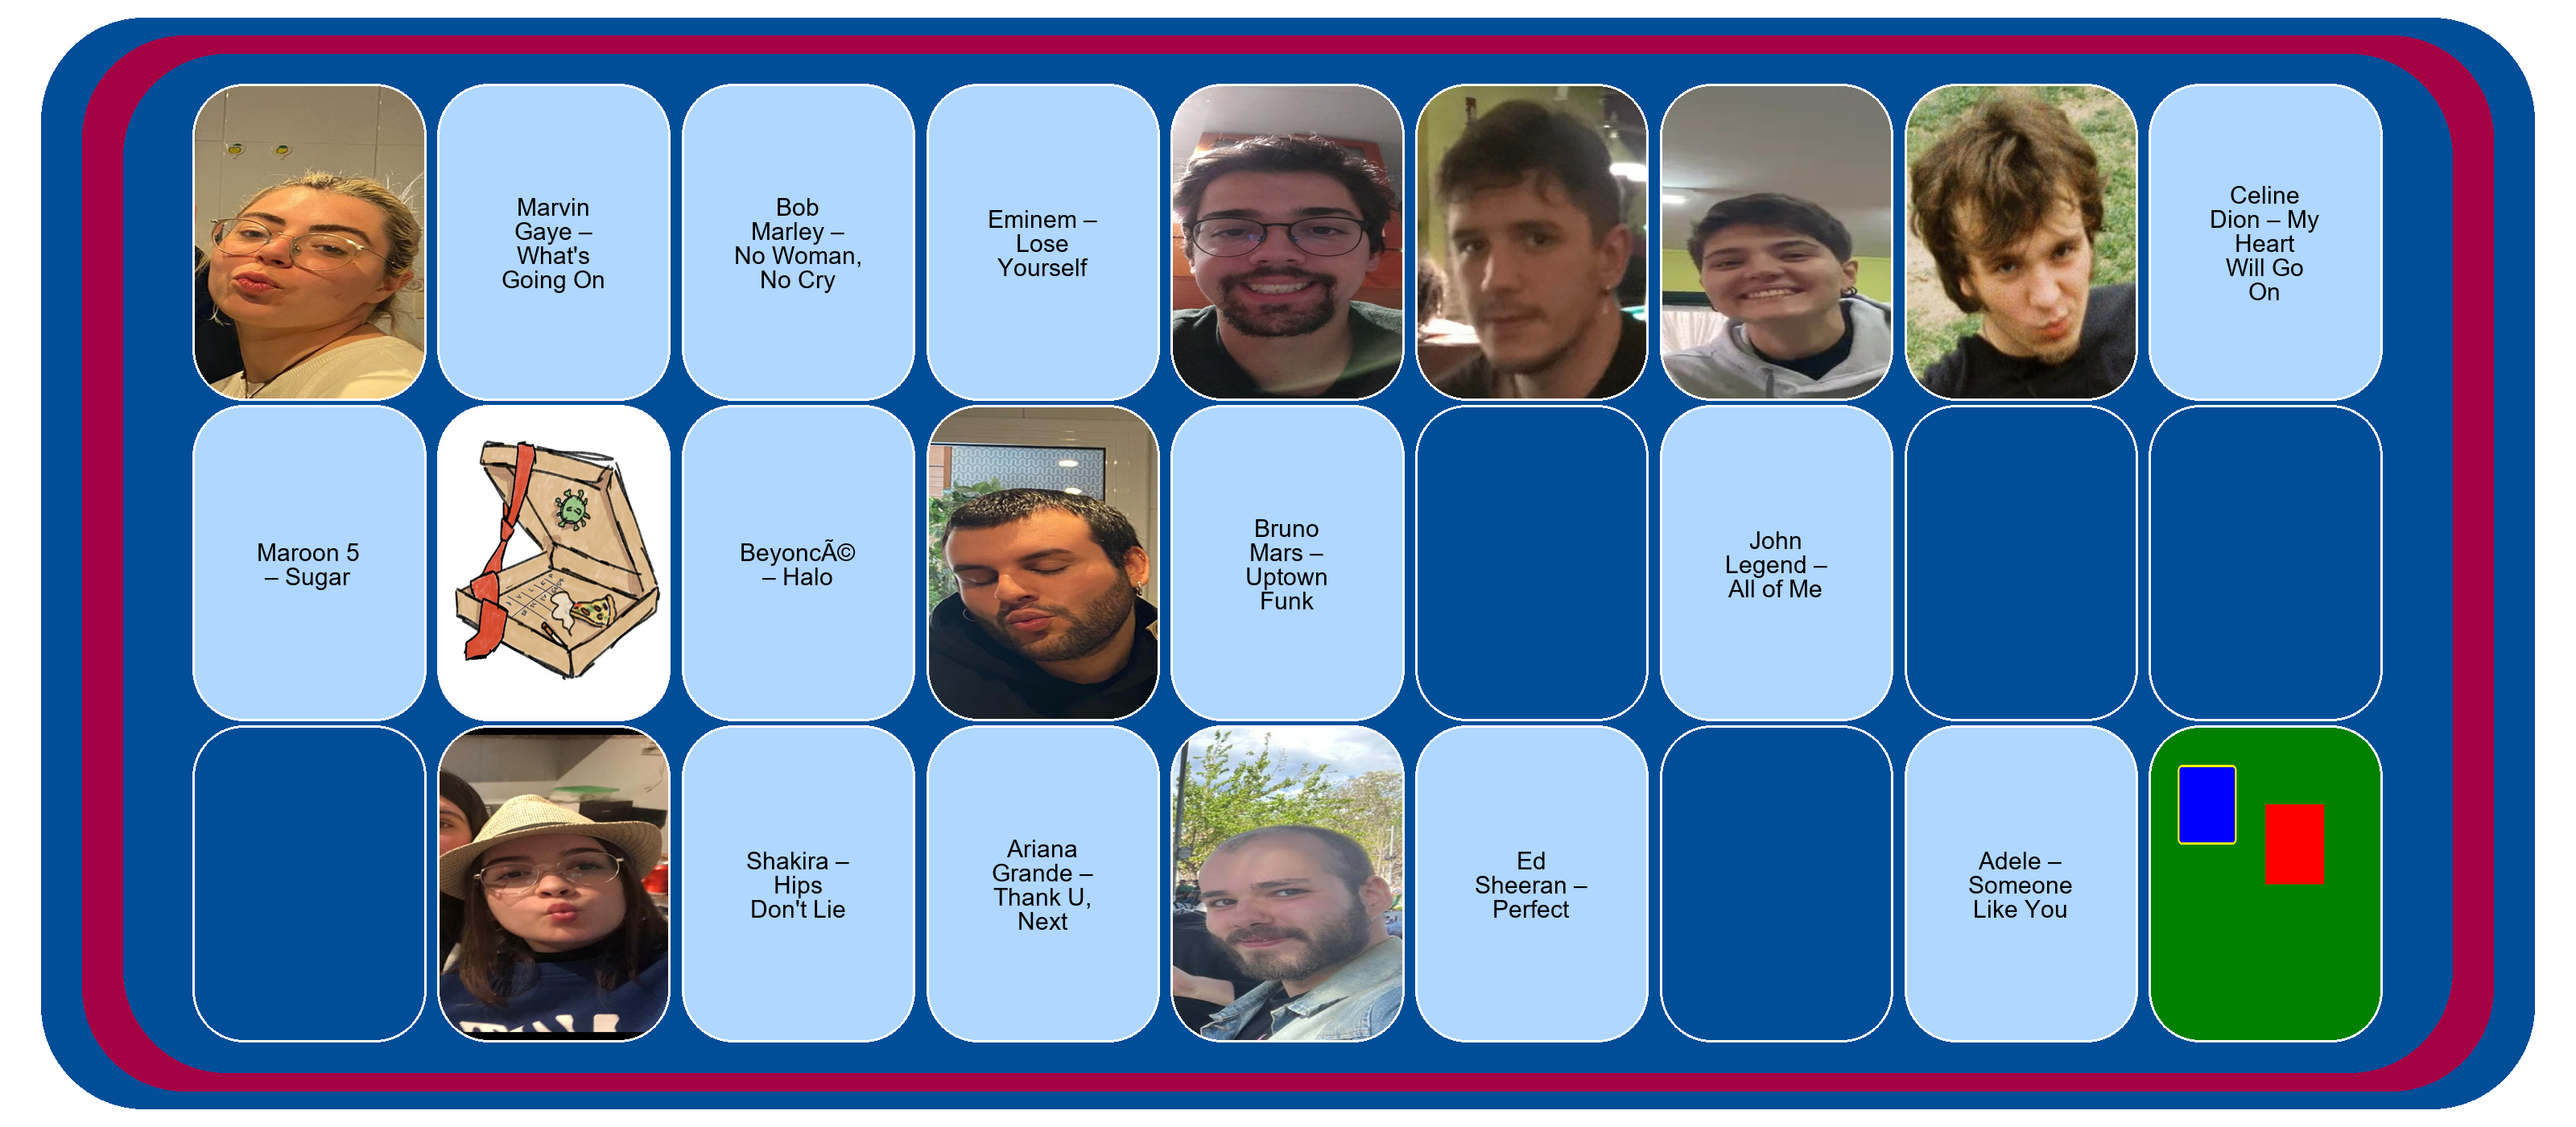 Marvin
Gaye –
What's
Going On
Bob
Marley –
No Woman,
No Cry
Eminem –
Lose
Yourself
Celine
Dion – My
Heart
Will Go
On
Maroon 5
– Sugar
BeyoncÃ©
– Halo
Bruno
Mars –
Uptown
Funk
John
Legend –
All of Me
Shakira –
Hips
Don't Lie
Ariana
Grande –
Thank U,
Next
Ed
Sheeran –
Perfect
Adele –
Someone
Like You